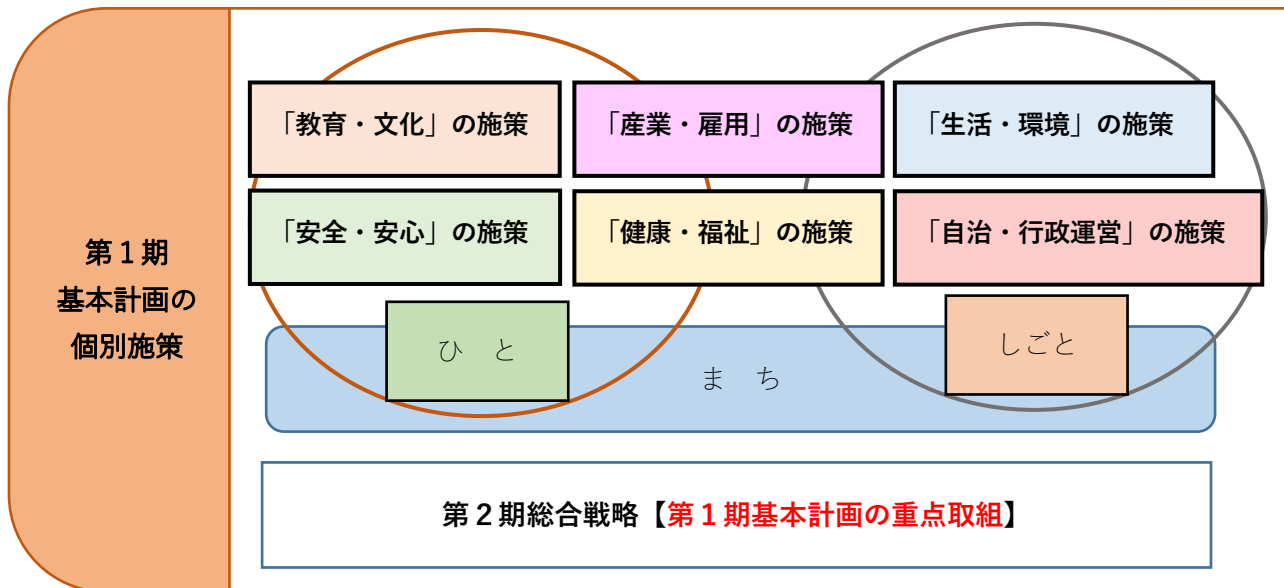 第１期
基本計画の
個別施策
「教育・文化」の施策
「産業・雇用」の施策
「生活・環境」の施策
「安全・安心」の施策
「健康・福祉」の施策
「自治・行政運営」の施策
ひ　と
ま　ち
しごと
第２期総合戦略【第１期基本計画の重点取組】